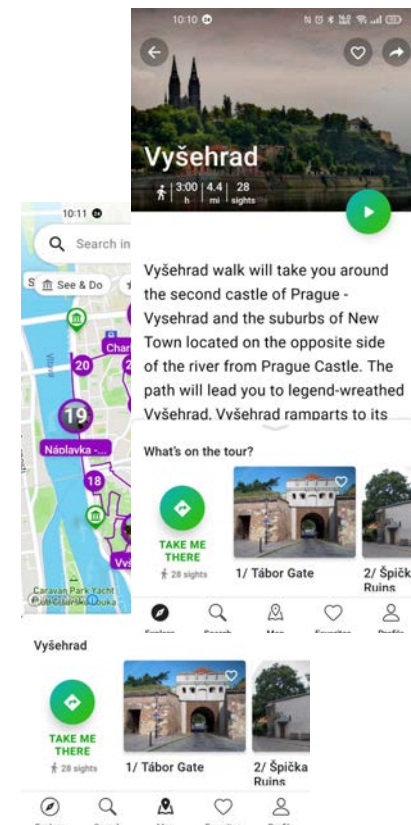 10:10
Vyšehrad
3:00 4.4 28
h mi sights
Vyšehrad walk will take you around
the second castle of Prague -
Vysehrad and the suburbs of New
Town located on the opposite side
of the river from Prague Castle. The
path will lead you to legend-wreathed
Vyšehrad. Vyšehrad ramparts to its
What's on the tour?
TAKE ME
THERE
28 sights
1/ Tábor Gate
2/ Špičk
Ruins
10:11
Search in
See & Do
Char
20
19
Náplavka -...
18
Vyš
Vltava
Caravan Park Yacht
Vyšehrad
TAKE ME
THERE
28 sights
1/ Tábor Gate
2/ Špička
Ruins